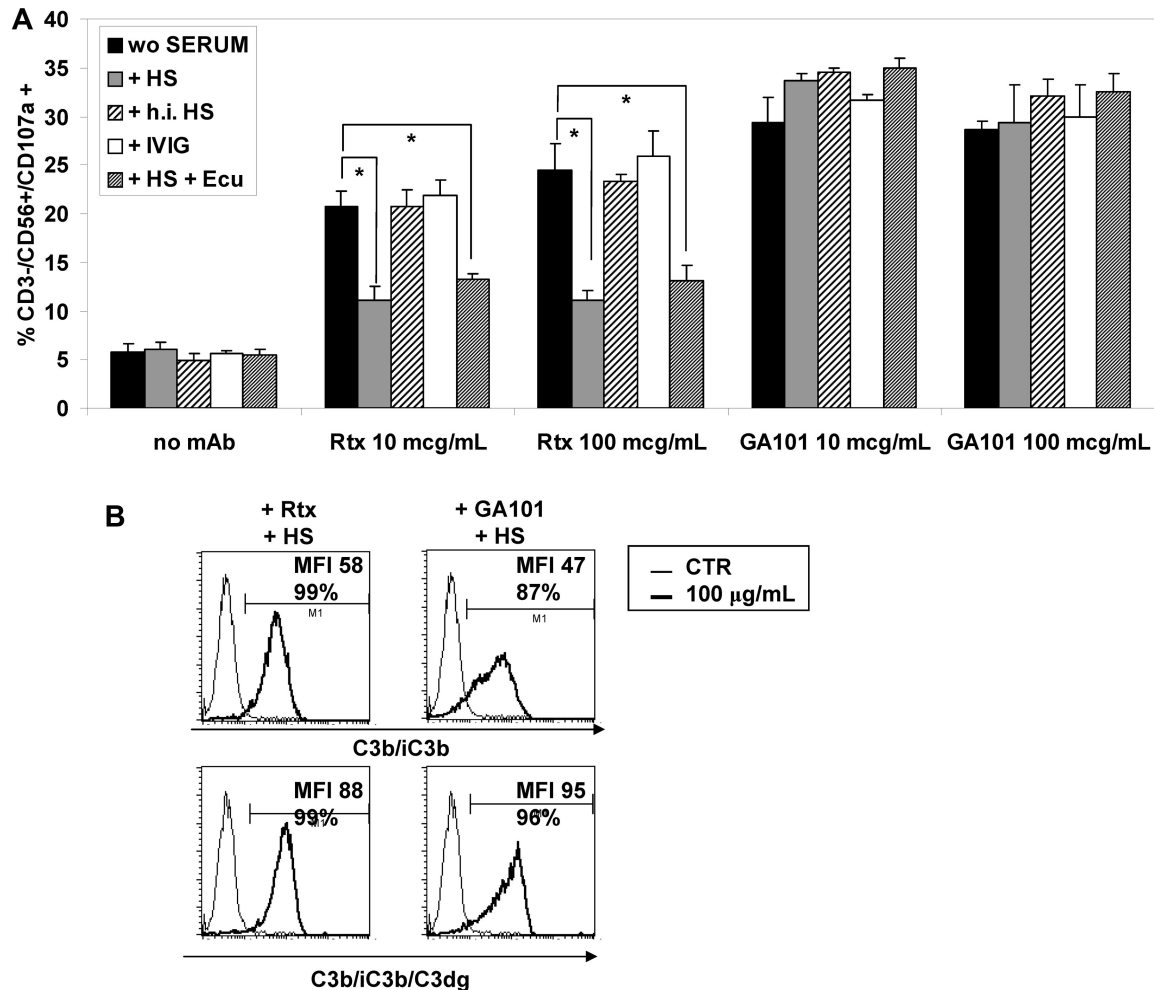 A
40
35
30
25
20
15
10
5
0
% CD3-/CD56+/CD107a +
wo SERUM
+ HS
+ h.i. HS
+ IVIG
+ HS + Ecu
*
*
*
*
no mAb
Rtx 10 mcg/mL
Rtx 100 mcg/mL
GA101 10 mcg/mL
GA101 100 mcg/mL
B
+ Rtx
+ HS
+ GA101
+ HS
MFI 58
99%
M1
MFI 47
87%
M1
CTR
100 µg/mL
C3b/iC3b
MFI 88
99%
M1
MFI 95
96%
C3b/iC3b/C3dg